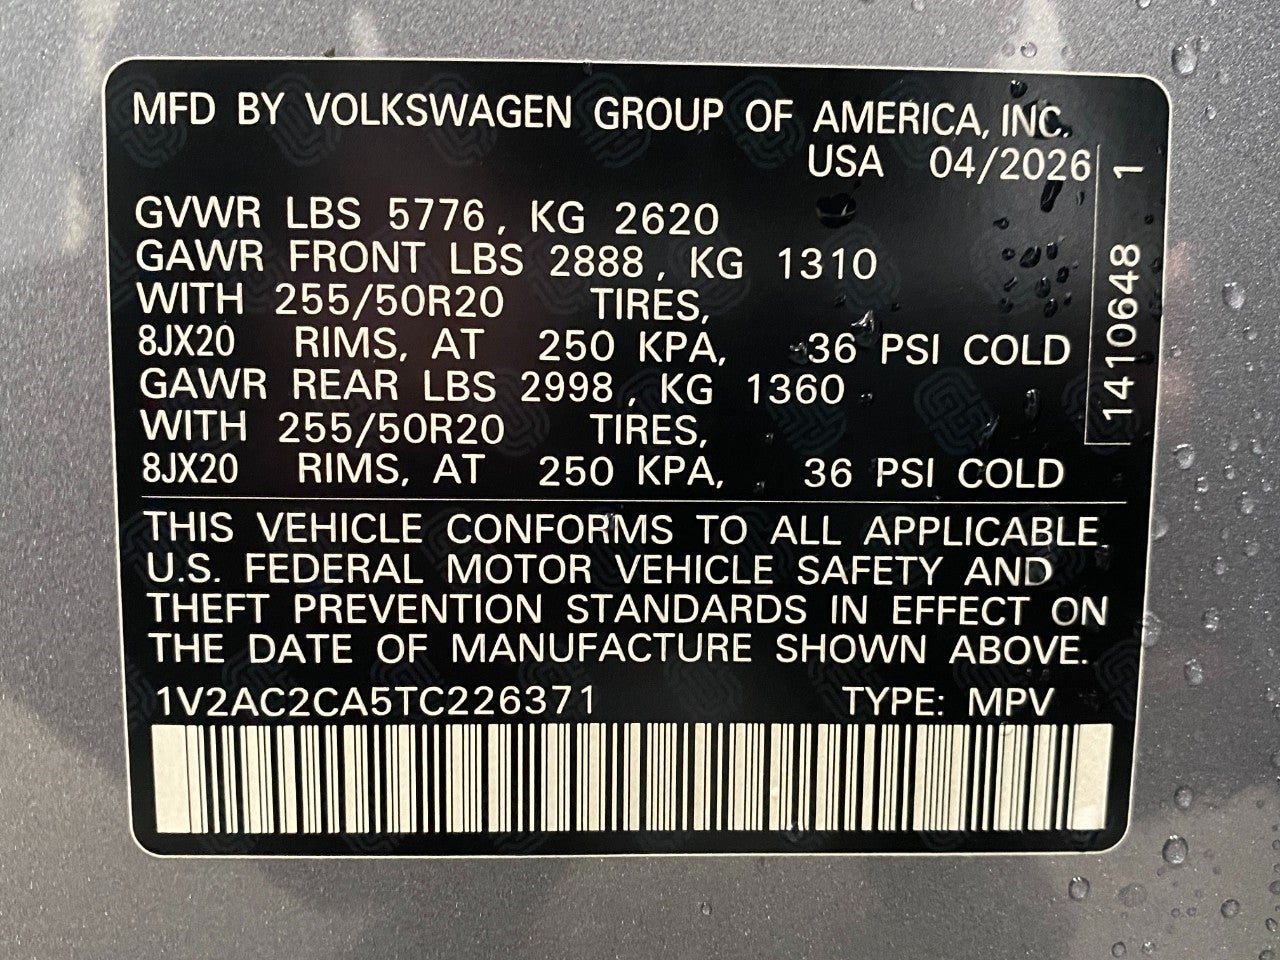 MFD BY VOLKSWAGEN GROUP OF AMERICA, INC.
USA 04/2026
GVWR LBS 5776, KG 2620
GAWR FRONT LBS 2888, KG 1310
WITH 255/50R20 TIRES,
8JX20 RIMS, AT 250 KPA, 36 PSI COLD
GAWR REAR LBS 2998, KG 1360
WITH 255/50R20 TIRES,
8JX20 RIMS, AT 250 KPA, 36 PSI COLD
THIS VEHICLE CONFORMS TO ALL APPLICABLE
U.S. FEDERAL MOTOR VEHICLE SAFETY AND
THEFT PREVENTION STANDARDS IN EFFECT ON
THE DATE OF MANUFACTURE SHOWN ABOVE.
1V2AC2CA5TC226371 TYPE: MPV
1410648 1